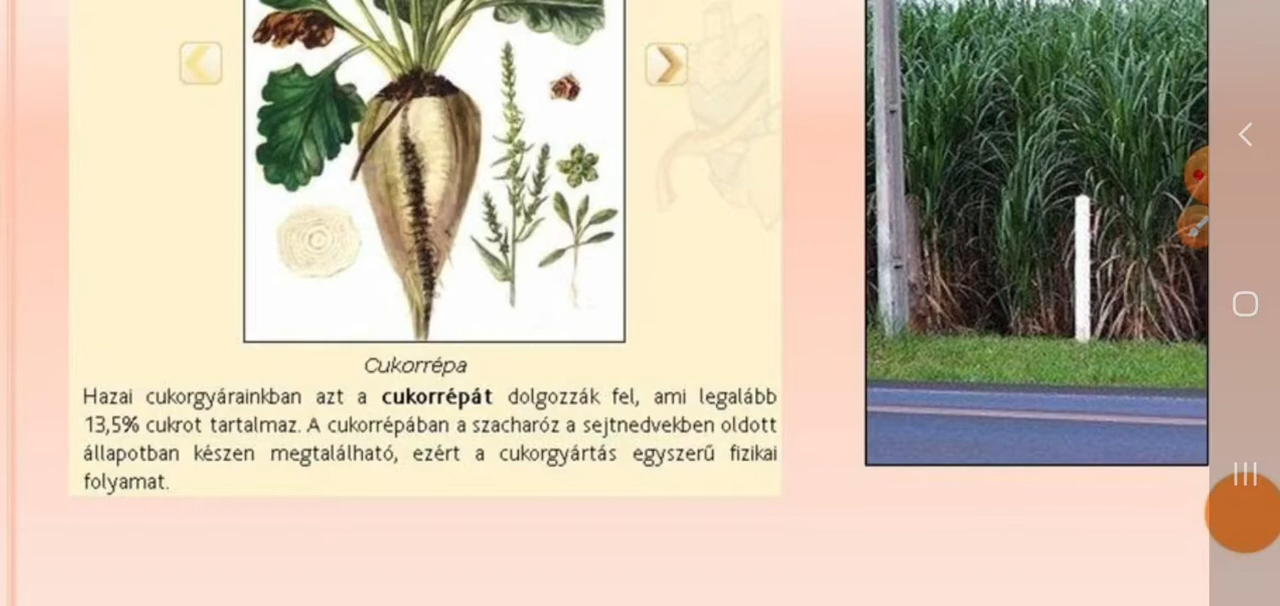 Cukorrépa
Hazai cukorgyárainkban azt a cukorrépát dolgozzák fel, ami legalább
13,5% cukrot tartalmaz. A cukorrépában a szacharóz a sejtnedvekben oldott
állapotban készen megtalálható, ezért a cukorgyártás egyszerű fizikai
folyamat.